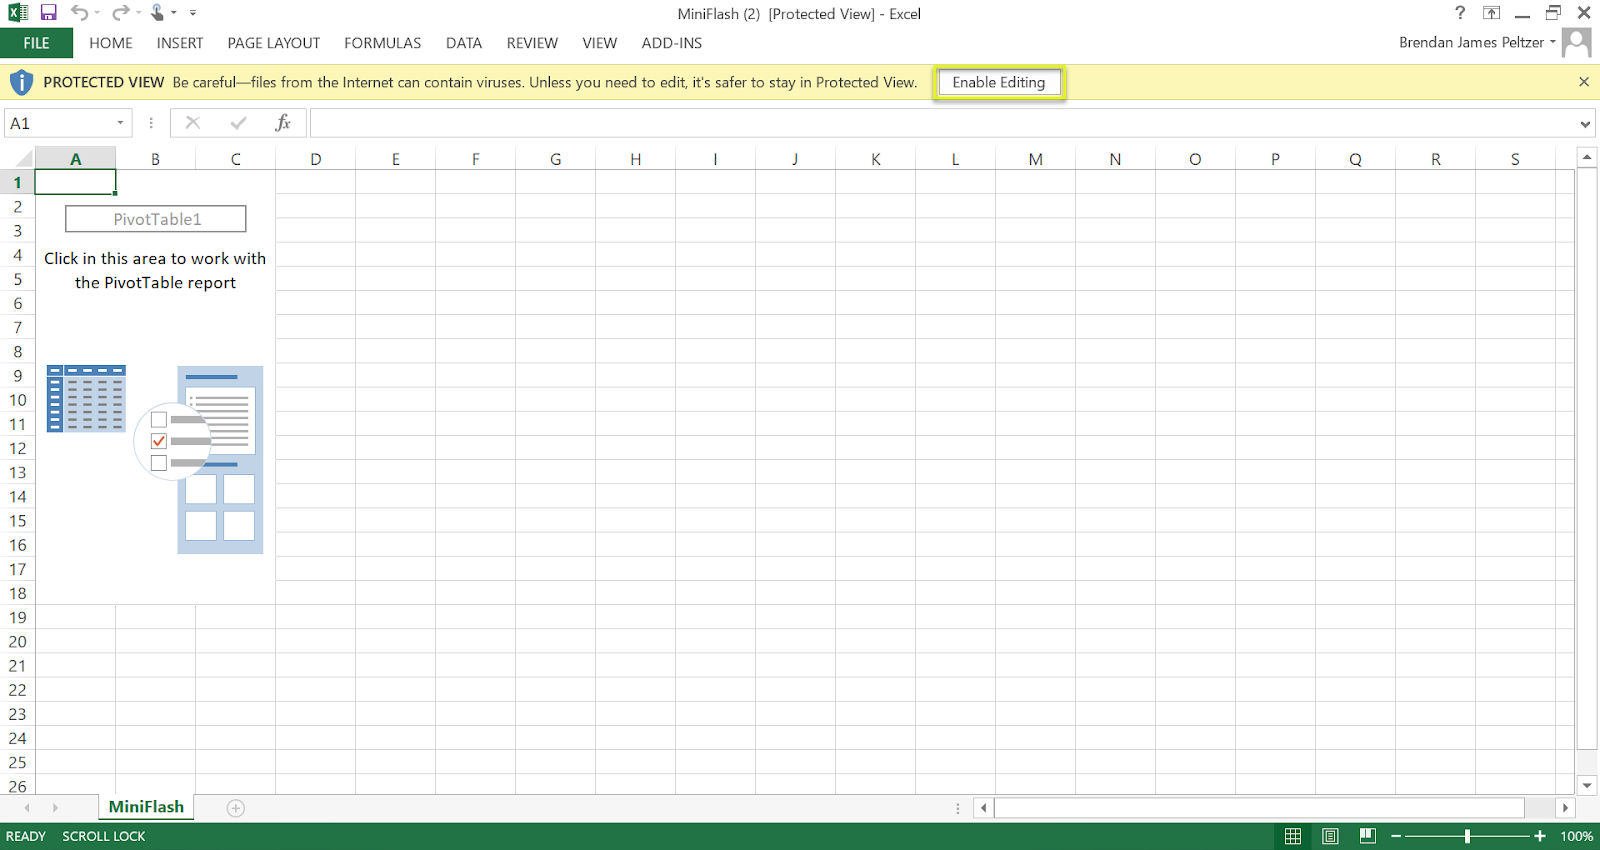 MiniFlash (2) [Protected View] - Excel
?
FILE HOME INSERT PAGE LAYOUT FORMULAS DATA REVIEW VIEW ADD-INS
Brendan James Peltzer
PROTECTED VIEW Be careful—files from the Internet can contain viruses. Unless you need to edit, it's safer to stay in Protected View. Enable Editing
A1 fx
A B C D E F G H I J K L M N O P Q R S
1
2
PivotTable1
3
4
Click in this area to work with
5
the PivotTable report
6
7
8
9
10
11
12
13
14
15
16
17
18
19
20
21
22
23
24
25
26
MiniFlash
READY SCROLL LOCK 100%